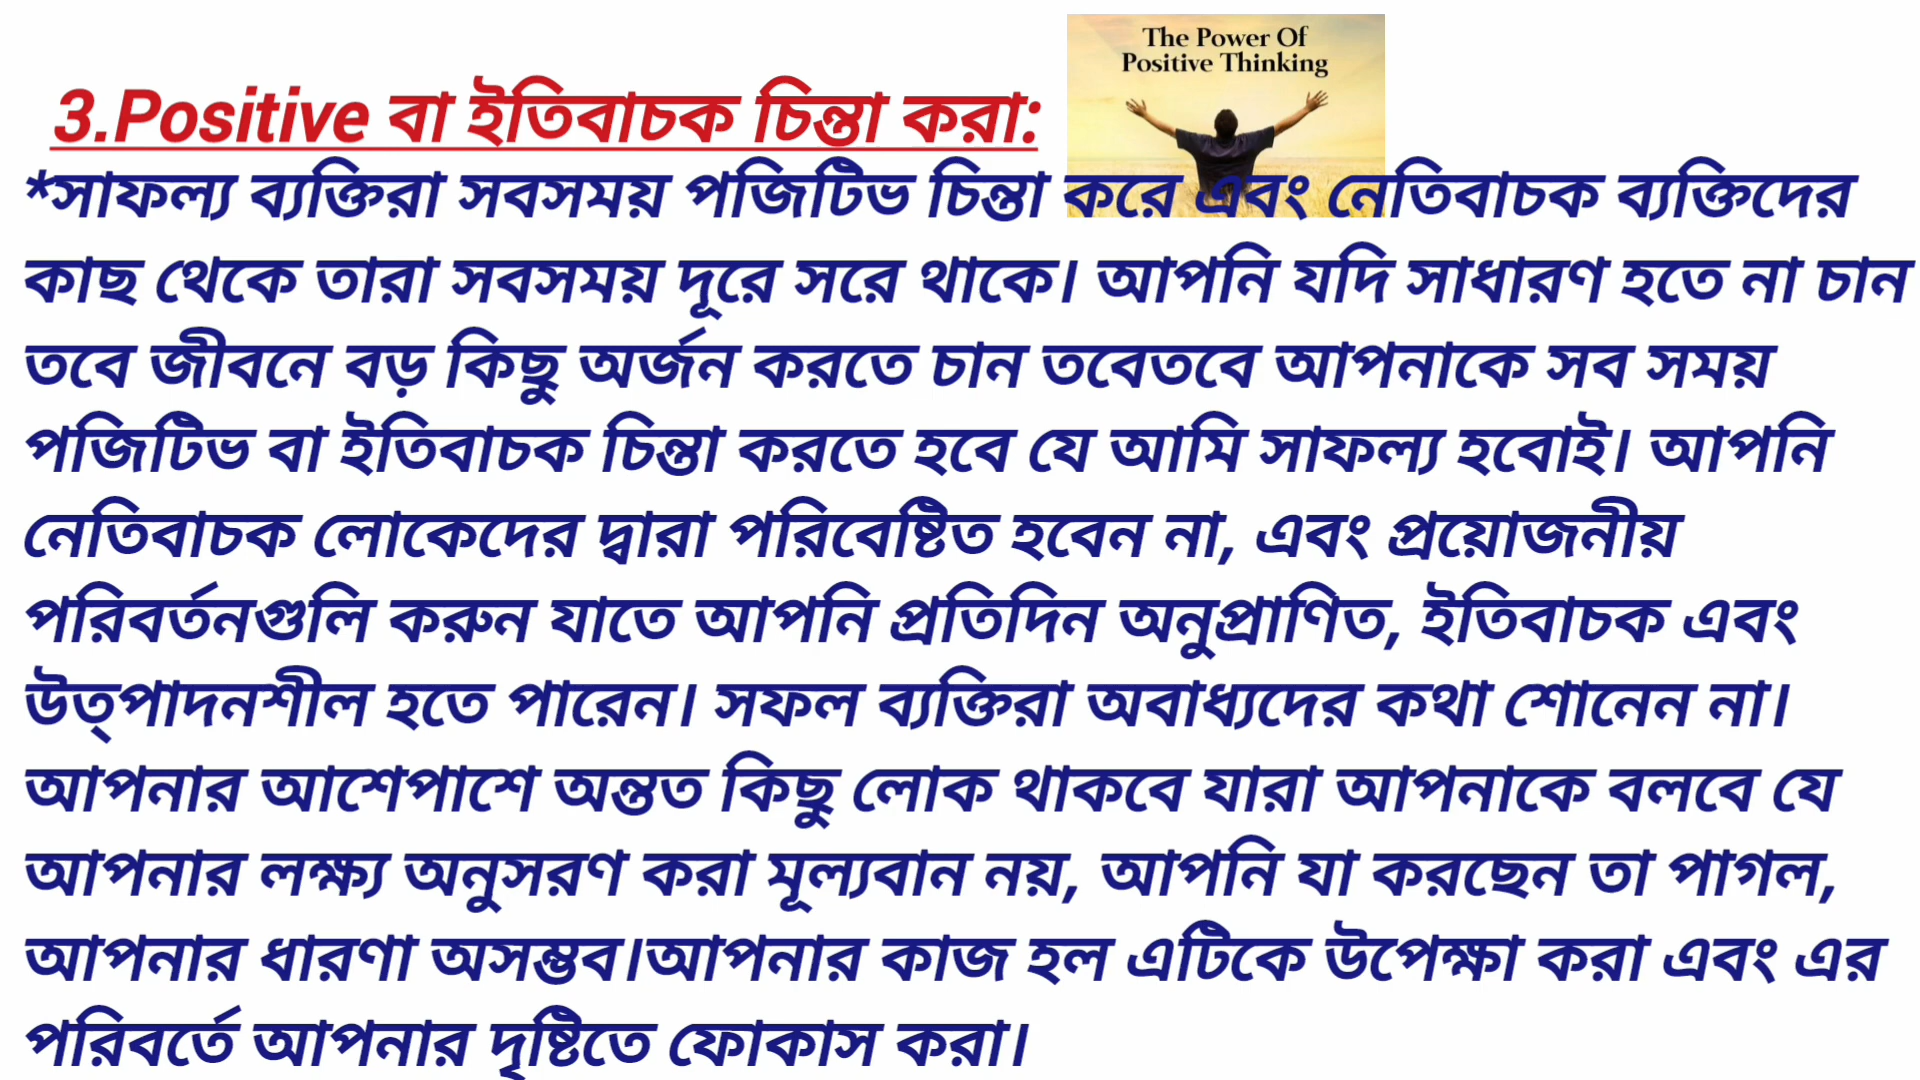 The Power Of
Positive Thinking
3.Positive বা ইতিবাচক চিন্তা করা:
*সাফল্য ব্যক্তিরা সবসময় পজিটিভ চিন্তা করে এবং নেতিবাচক ব্যক্তিদের
কাছ থেকে তারা সবসময় দূরে সরে থাকে। আপনি যদি সাধারণ হতে না চান
তবে জীবনে বড় কিছু অর্জন করতে চান তবেতবে আপনাকে সব সময়
পজিটিভ বা ইতিবাচক চিন্তা করতে হবে যে আমি সাফল্য হবোই। আপনি
নেতিবাচক লোকেদের দ্বারা পরিবেষ্টিত হবেন না, এবং প্রয়োজনীয়
পরিবর্তনগুলি করুন যাতে আপনি প্রতিদিন অনুপ্রাণিত, ইতিবাচক এবং
উত্পাদনশীল হতে পারেন। সফল ব্যক্তিরা অবাধ্যদের কথা শোনেন না।
আপনার আশেপাশে অন্তত কিছু লোক থাকবে যারা আপনাকে বলবে যে
আপনার লক্ষ্য অনুসরণ করা মূল্যবান নয়, আপনি যা করছেন তা পাগল,
আপনার ধারণা অসম্ভব।আপনার কাজ হল এটিকে উপেক্ষা করা এবং এর
পরিবর্তে আপনার দৃষ্টিতে ফোকাস করা।